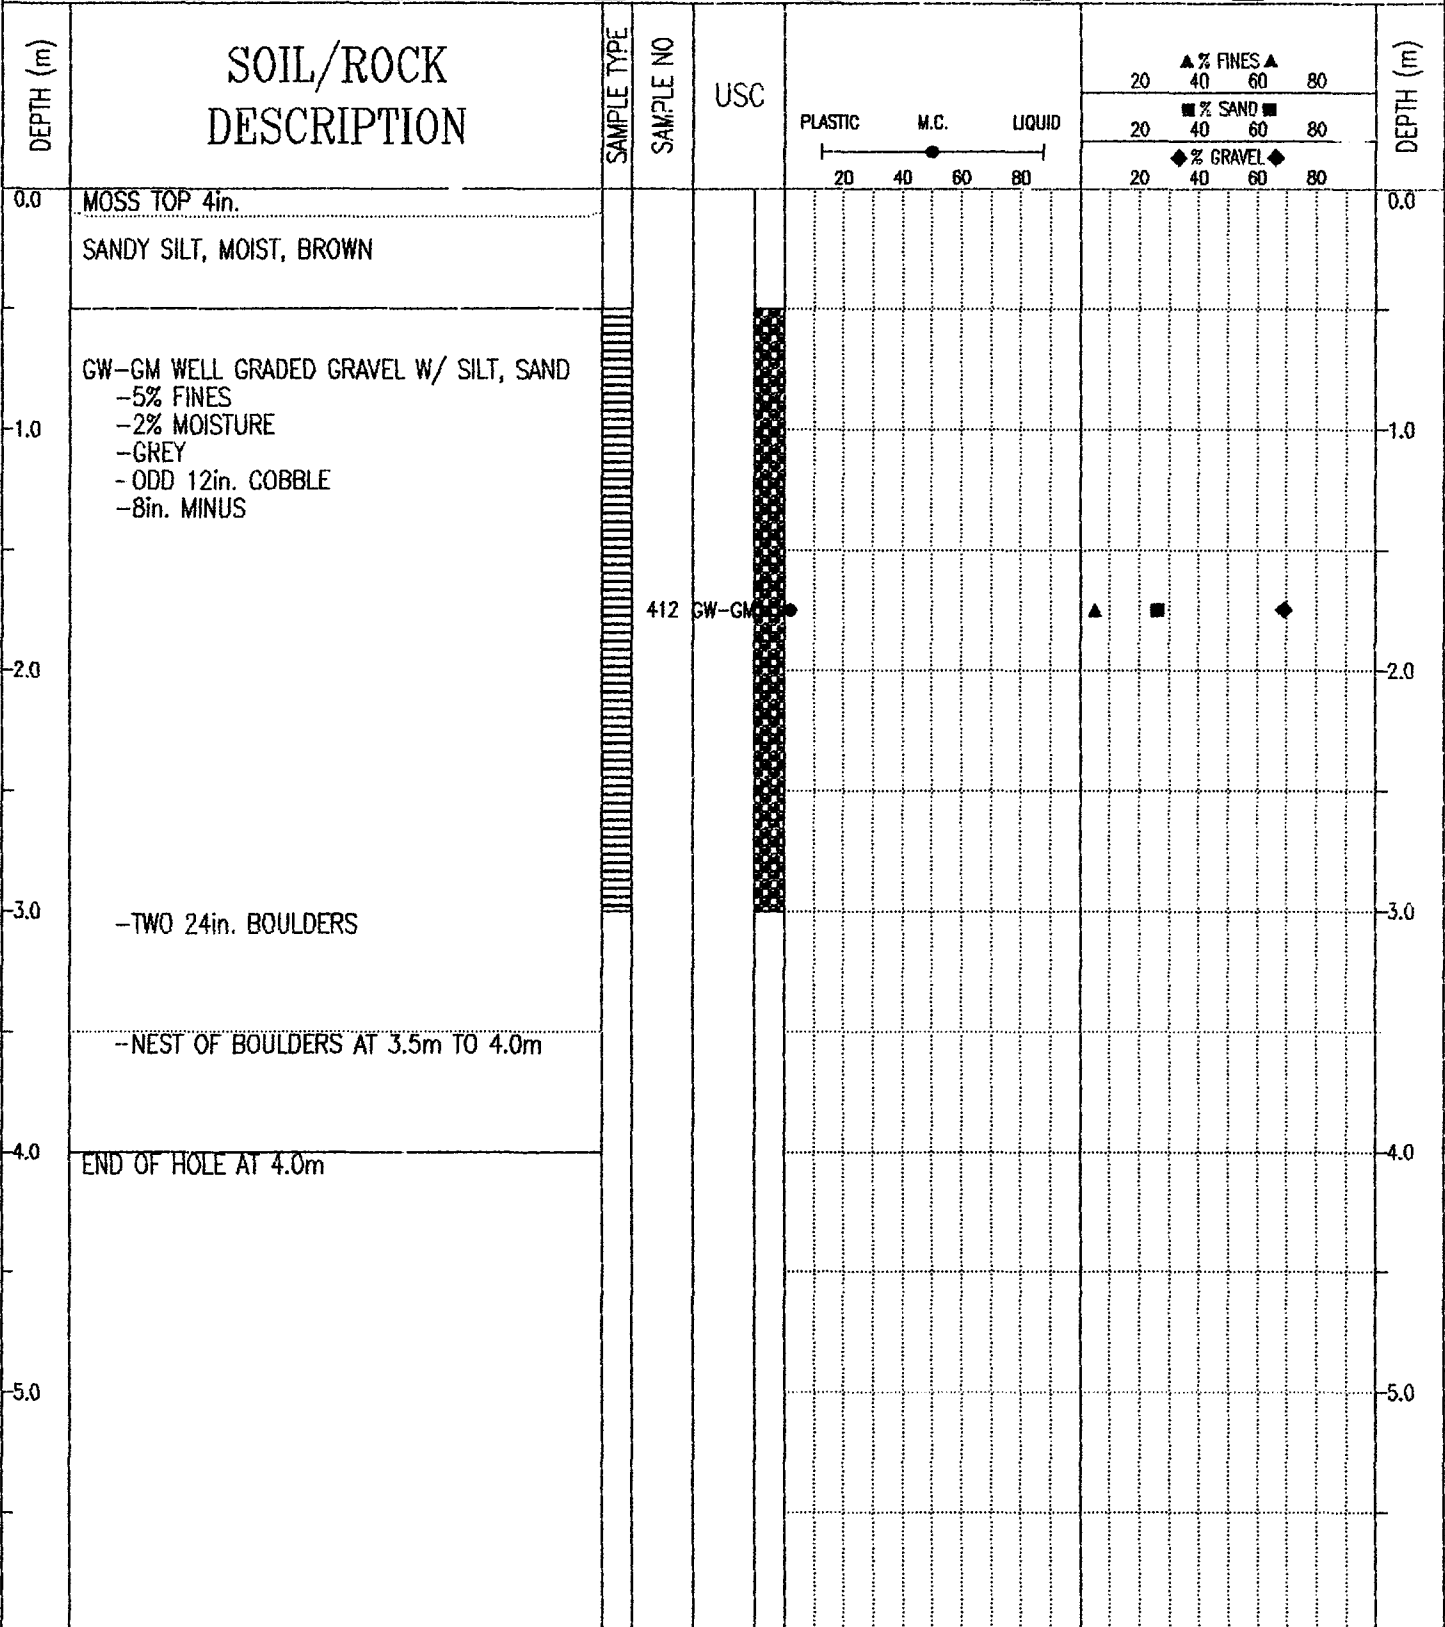 DEPTH (m)
SOIL/ROCK
DESCRIPTION
SAMPLE TYPE
SAMPLE NO
USC
PLASTIC M.C. LIQUID
20 40 60 80
▲ % FINES ▲
20 40 60 80
■ % SAND ■
20 40 60 80
◆ % GRAVEL ◆
20 40 60 80
DEPTH (m)
0.0 MOSS TOP 4in. 0.0
SANDY SILT, MOIST, BROWN
GW-GM WELL GRADED GRAVEL W/ SILT, SAND
-5% FINES
1.0 -2% MOISTURE 1.0
-GREY
-ODD 12in. COBBLE
-8in. MINUS
412 GW-GM
2.0 2.0
3.0 -TWO 24in. BOULDERS 3.0
-NEST OF BOULDERS AT 3.5m TO 4.0m
4.0 END OF HOLE AT 4.0m 4.0
5.0 5.0